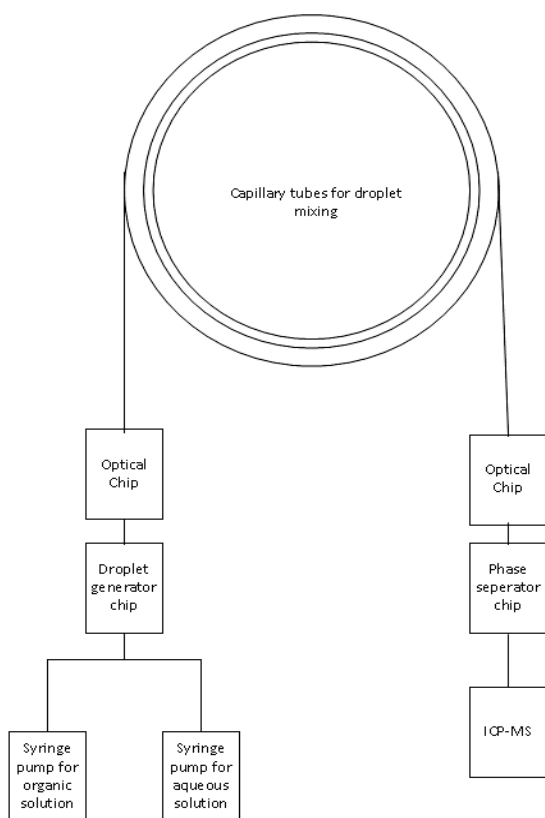 Capillary tubes for droplet
mixing
Optical
Chip
Optical
Chip
Droplet
generator
chip
Phase
seperator
chip
Syringe
pump for
organic
solution
Syringe
pump for
aqueous
solution
ICP-MS